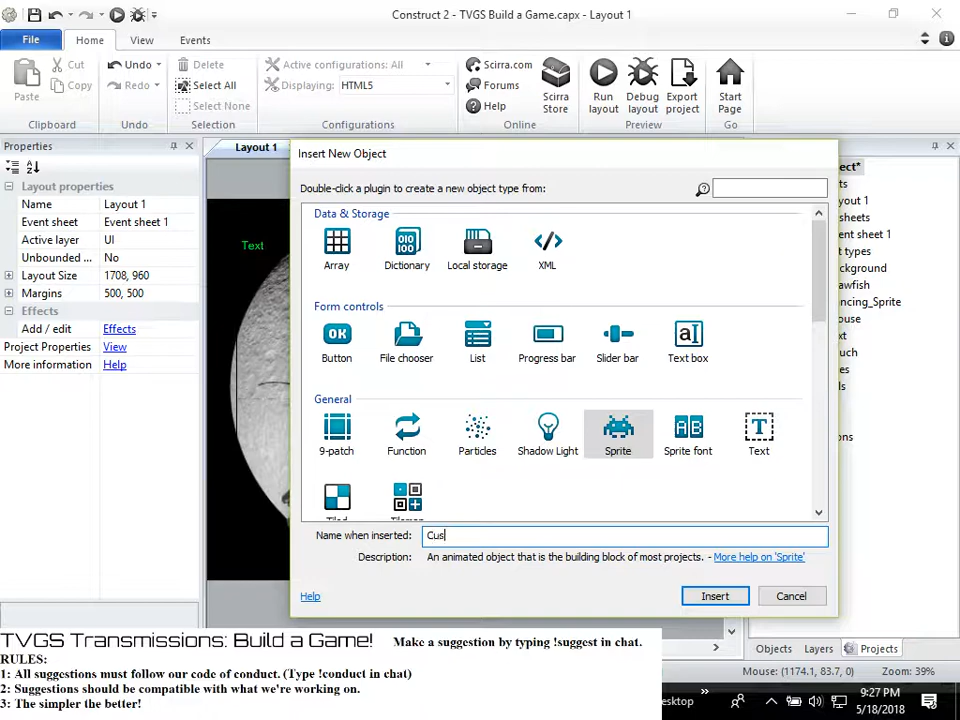 Construct 2 - TVGS Build a Game.capx - Layout 1
File Home View Events
Paste
Cut
Copy
Clipboard
Undo
Redo
Undo
Delete
Select All
Select None
Selection
Active configurations: All
Displaying: HTML5
Configurations
Scirra.com
Forums
Help
Scirra Store
Online
Run layout
Debug layout
Export project
Preview
Start Page
Go
Properties
Layout properties
Name Layout 1
Event sheet Event sheet 1
Active layer UI
Unbounded ... No
Layout Size 1708, 960
Margins 500, 500
Effects
Add / edit Effects
Project Properties View
More information Help
Layout 1
Text
Insert New Object
Double-click a plugin to create a new object type from:
Data & Storage
Array Dictionary Local storage XML
Form controls
Button File chooser List Progress bar Slider bar Text box
General
9-patch Function Particles Shadow Light Sprite Sprite font Text
Name when inserted: Cus
Description: An animated object that is the building block of most projects. - More help on 'Sprite'
Help Insert Cancel
ject*
ts
yout 1
sheets
ent sheet 1
t types
ckground
awfish
ncing_Sprite
ouse
xt
uch
es
ls
ons
Objects Layers Projects
Mouse: (1174.1, 83.7, 0) Zoom: 39%
TVGS Transmissions: Build a Game! Make a suggestion by typing !suggest in chat.
RULES:
1: All suggestions must follow our code of conduct. (Type !conduct in chat)
2: Suggestions should be compatible with what we're working on.
3: The simpler the better!
esktop
9:27 PM
5/18/2018